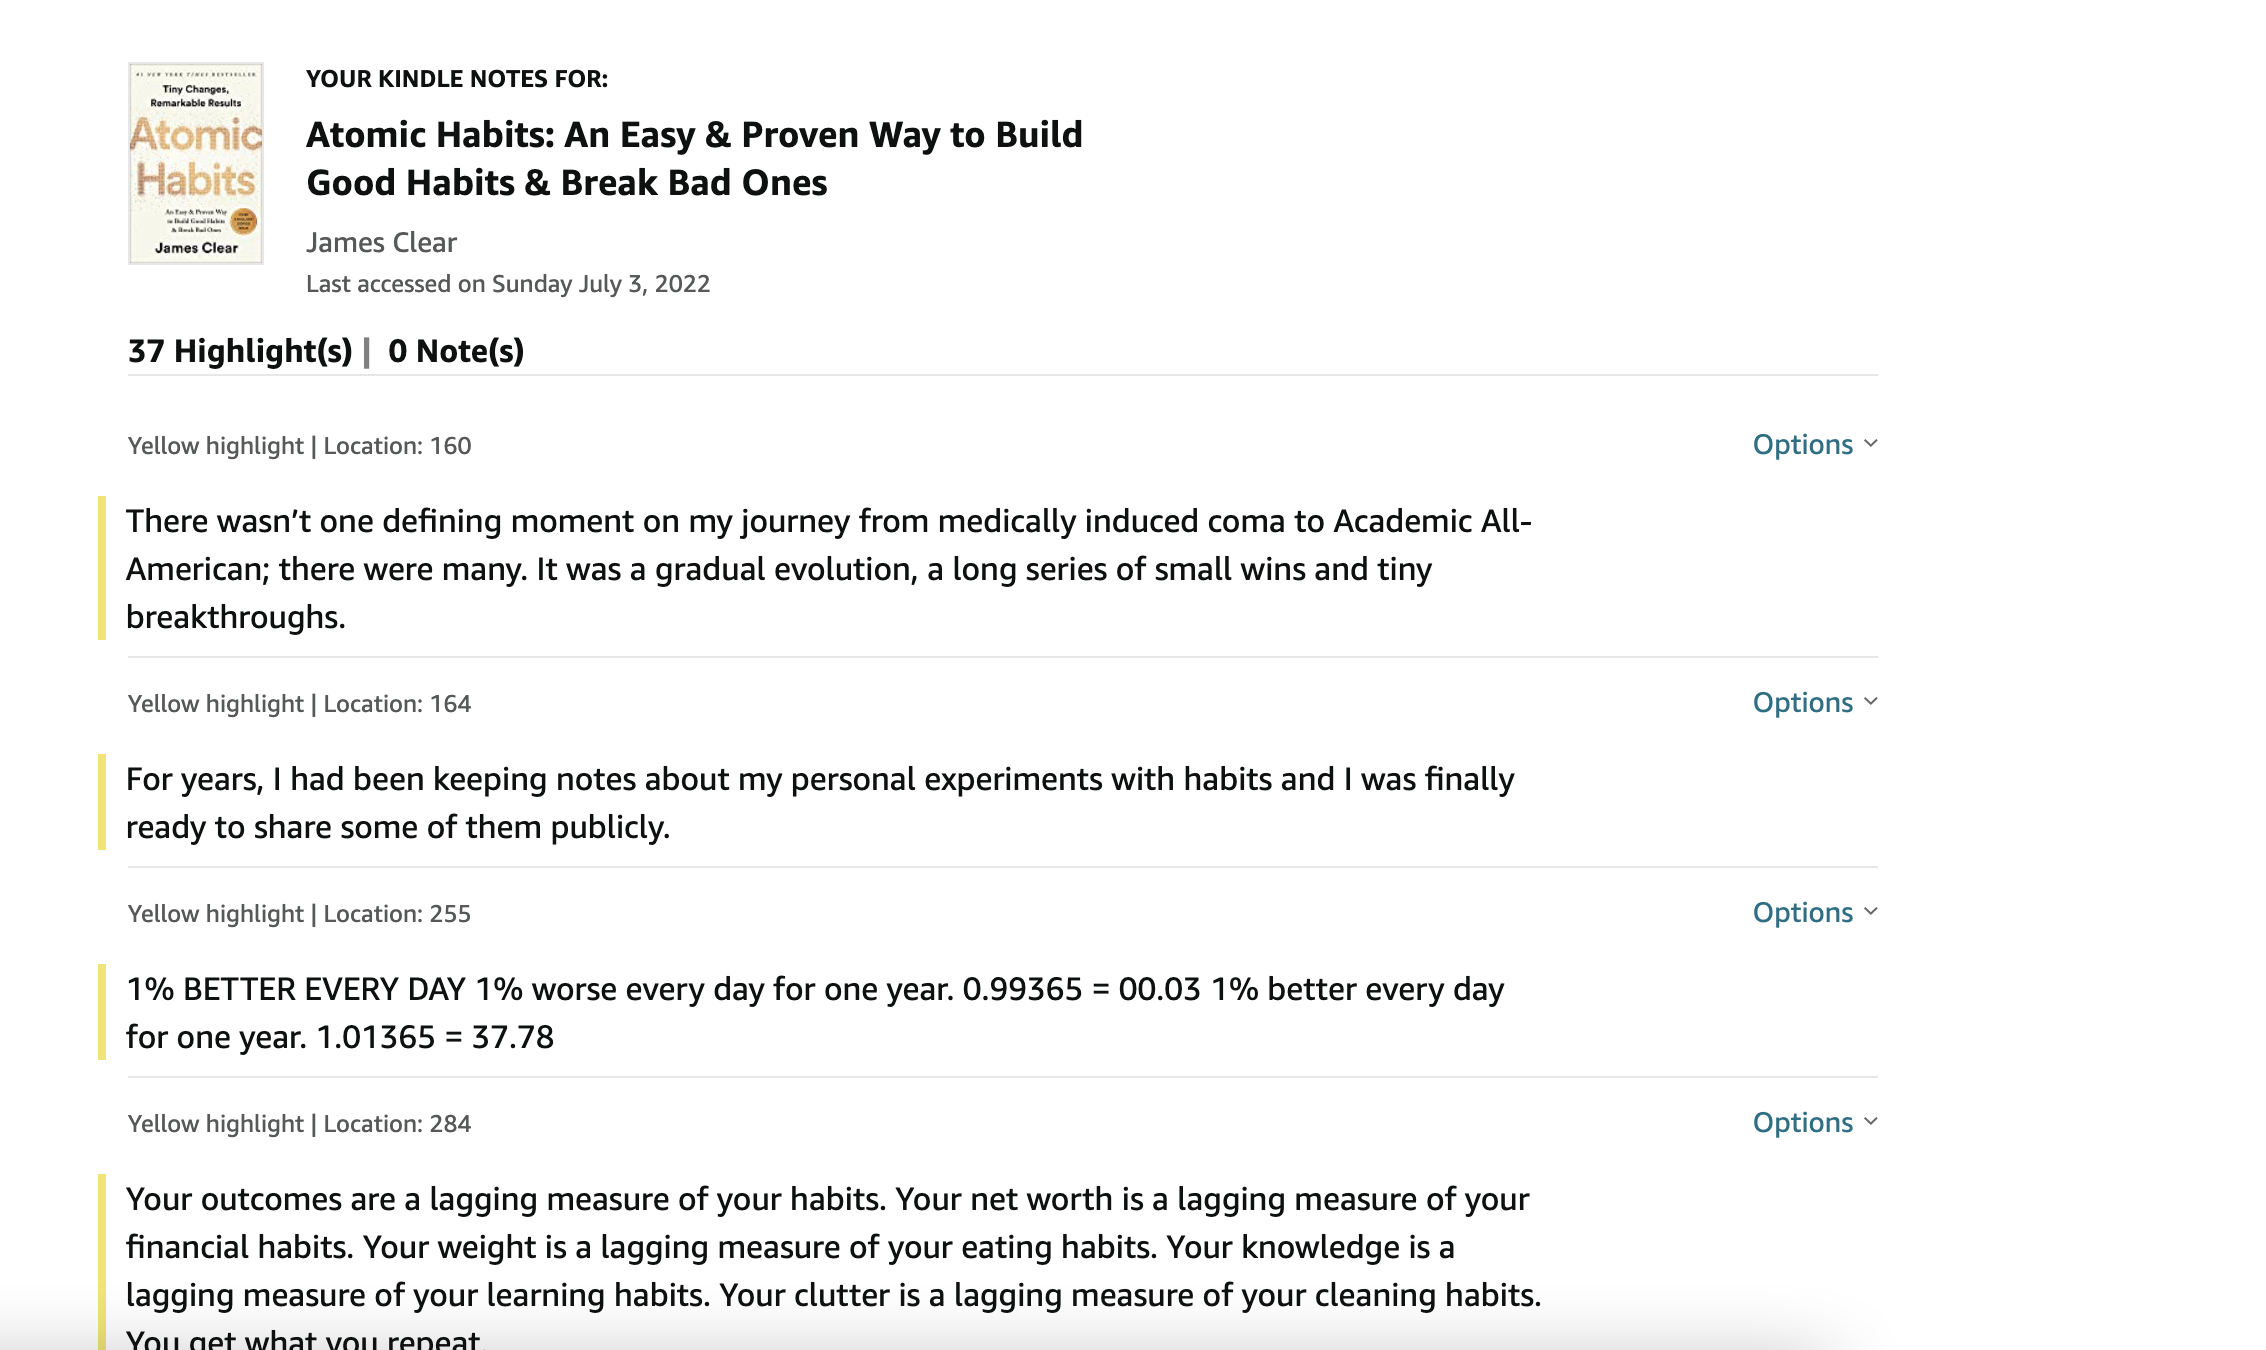 #1 NEW YORK TIMES BESTSELLER
Tiny Changes,
Remarkable Results
Atomic
Habits
An Easy & Proven Way
to Build Good Habits
& Break Bad Ones
James Clear
YOUR KINDLE NOTES FOR:
Atomic Habits: An Easy & Proven Way to Build
Good Habits & Break Bad Ones
James Clear
Last accessed on Sunday July 3, 2022
37 Highlight(s) | 0 Note(s)
Yellow highlight | Location: 160 Options
There wasn’t one defining moment on my journey from medically induced coma to Academic All-
American; there were many. It was a gradual evolution, a long series of small wins and tiny
breakthroughs.
Yellow highlight | Location: 164 Options
For years, I had been keeping notes about my personal experiments with habits and I was finally
ready to share some of them publicly.
Yellow highlight | Location: 255 Options
1% BETTER EVERY DAY 1% worse every day for one year. 0.99365 = 00.03 1% better every day
for one year. 1.01365 = 37.78
Yellow highlight | Location: 284 Options
Your outcomes are a lagging measure of your habits. Your net worth is a lagging measure of your
financial habits. Your weight is a lagging measure of your eating habits. Your knowledge is a
lagging measure of your learning habits. Your clutter is a lagging measure of your cleaning habits.
You get what you repeat.